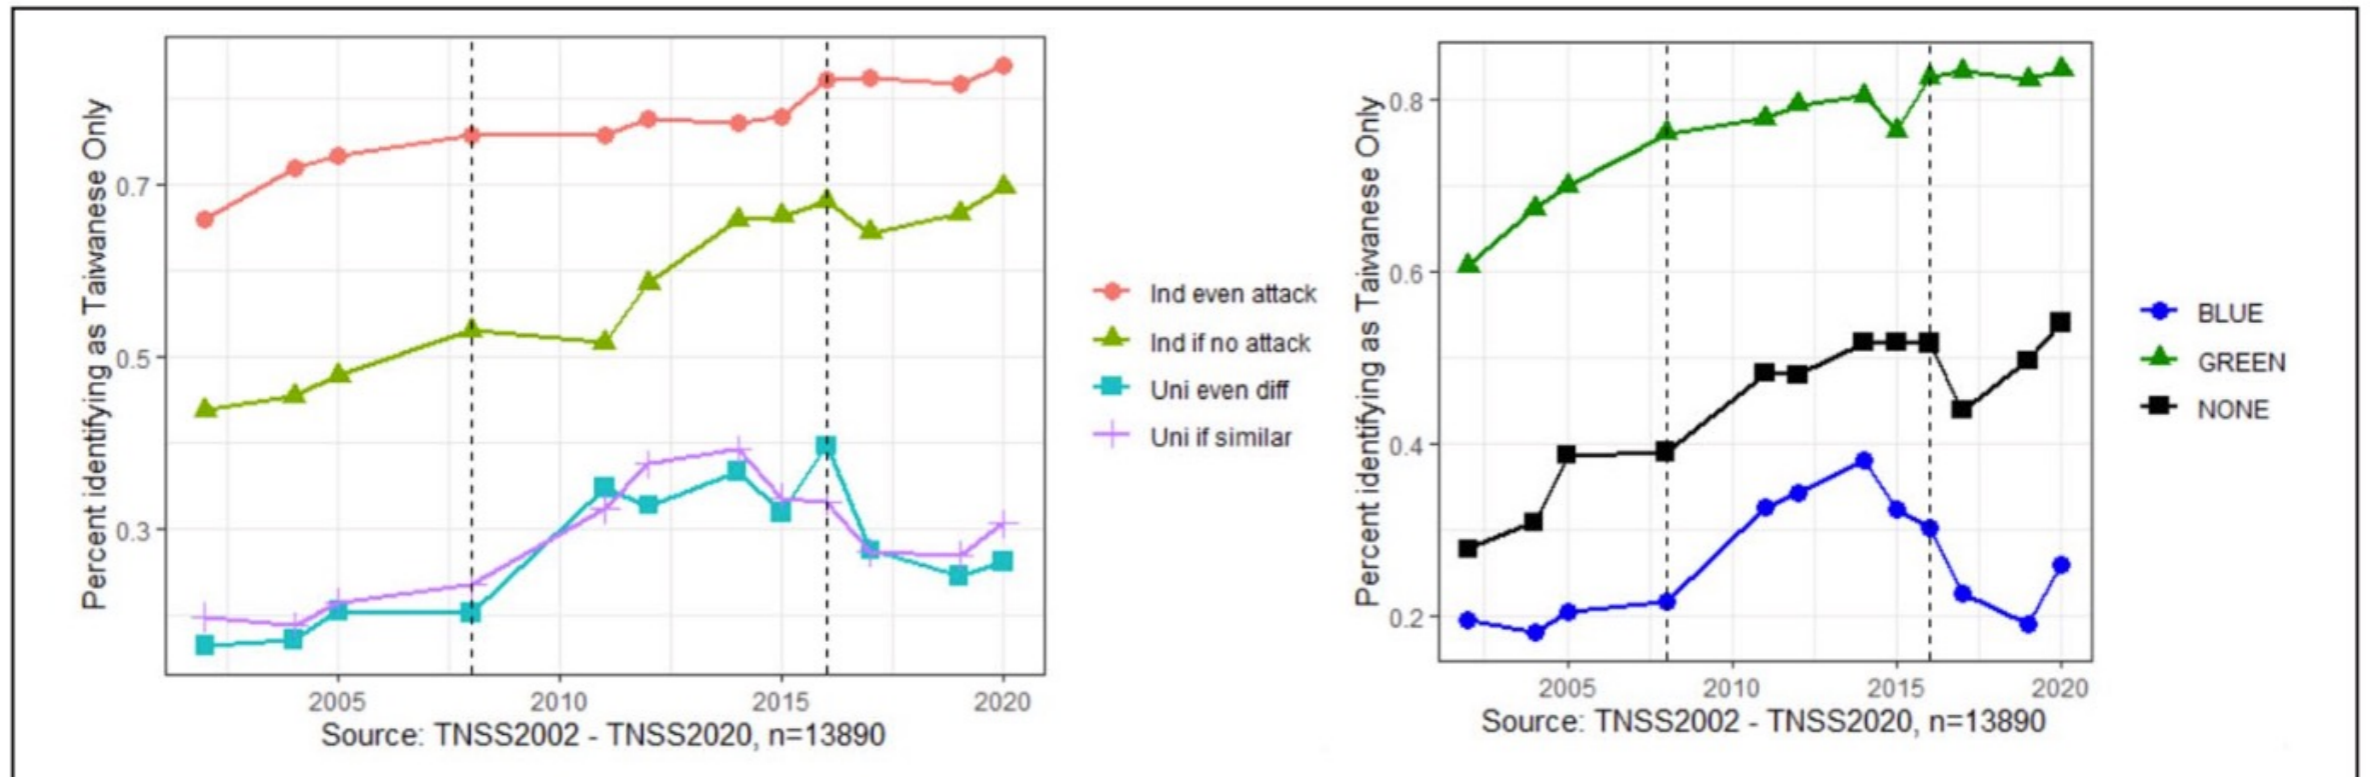 Percent identifying as Taiwanese Only
0.7
0.5
0.3
2005 2010 2015 2020
Source: TNSS2002 - TNSS2020, n=13890
Ind even attack
Ind if no attack
Uni even diff
Uni if similar
Percent identifying as Taiwanese Only
0.8
0.6
0.4
0.2
2005 2010 2015 2020
Source: TNSS2002 - TNSS2020, n=13890
BLUE
GREEN
NONE